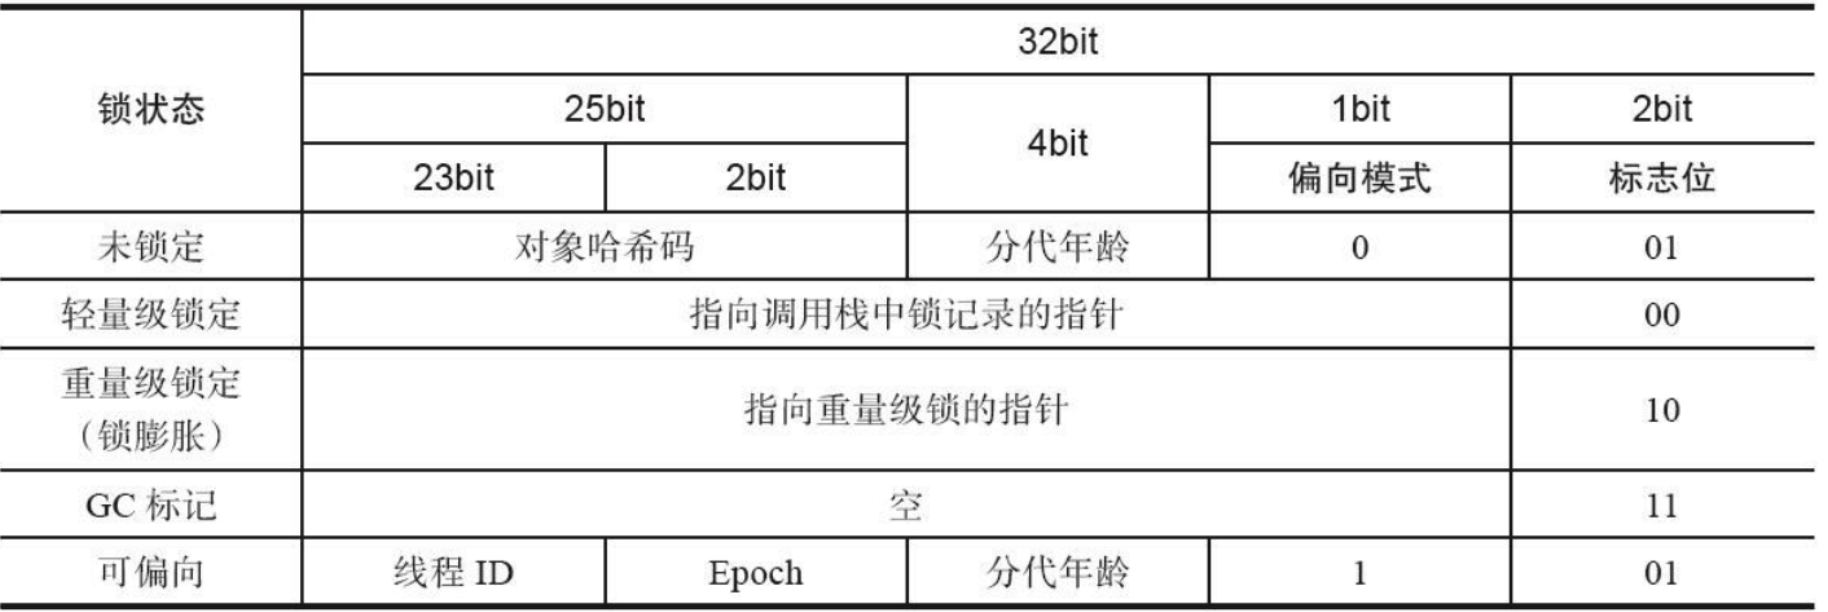 锁状态
32bit
25bit
4bit
1bit
2bit
23bit
2bit
偏向模式
标志位
未锁定
对象哈希码
分代年龄
0
01
轻量级锁定
指向调用栈中锁记录的指针
00
重量级锁定
（锁膨胀）
指向重量级锁的指针
10
GC 标记
空
11
可偏向
线程 ID
Epoch
分代年龄
1
01